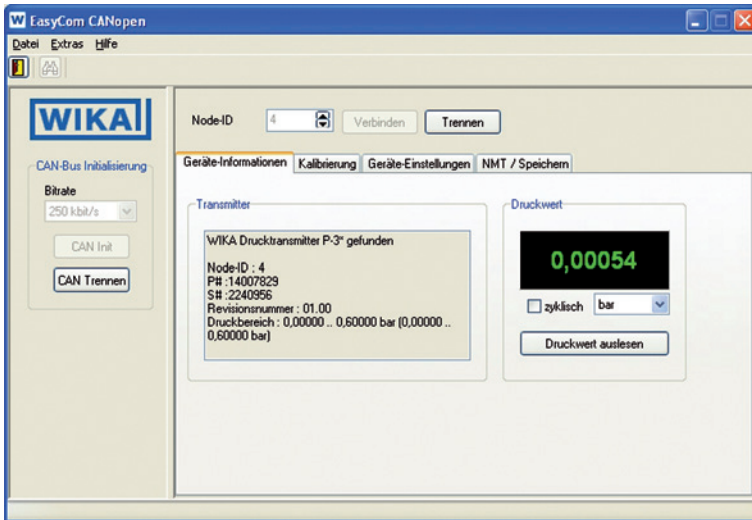 EasyCom CANopen
Datei Extras Hilfe
WIKA
Node-ID 4 Verbinden Trennen
CAN-Bus Initialisierung
Bitrate
250 kbit/s
CAN Init
CAN Trennen
Geräte-Informationen Kalibrierung Geräte-Einstellungen NMT / Speichern
Transmitter
WIKA Drucktransmitter P-3* gefunden
Node-ID : 4
P# :14007829
S# :2240956
Revisionsnummer : 01.00
Druckbereich : 0,00000 .. 0,60000 bar (0,00000 ..
0,60000 bar)
Druckwert
0,00054
zyklisch bar
Druckwert auslesen